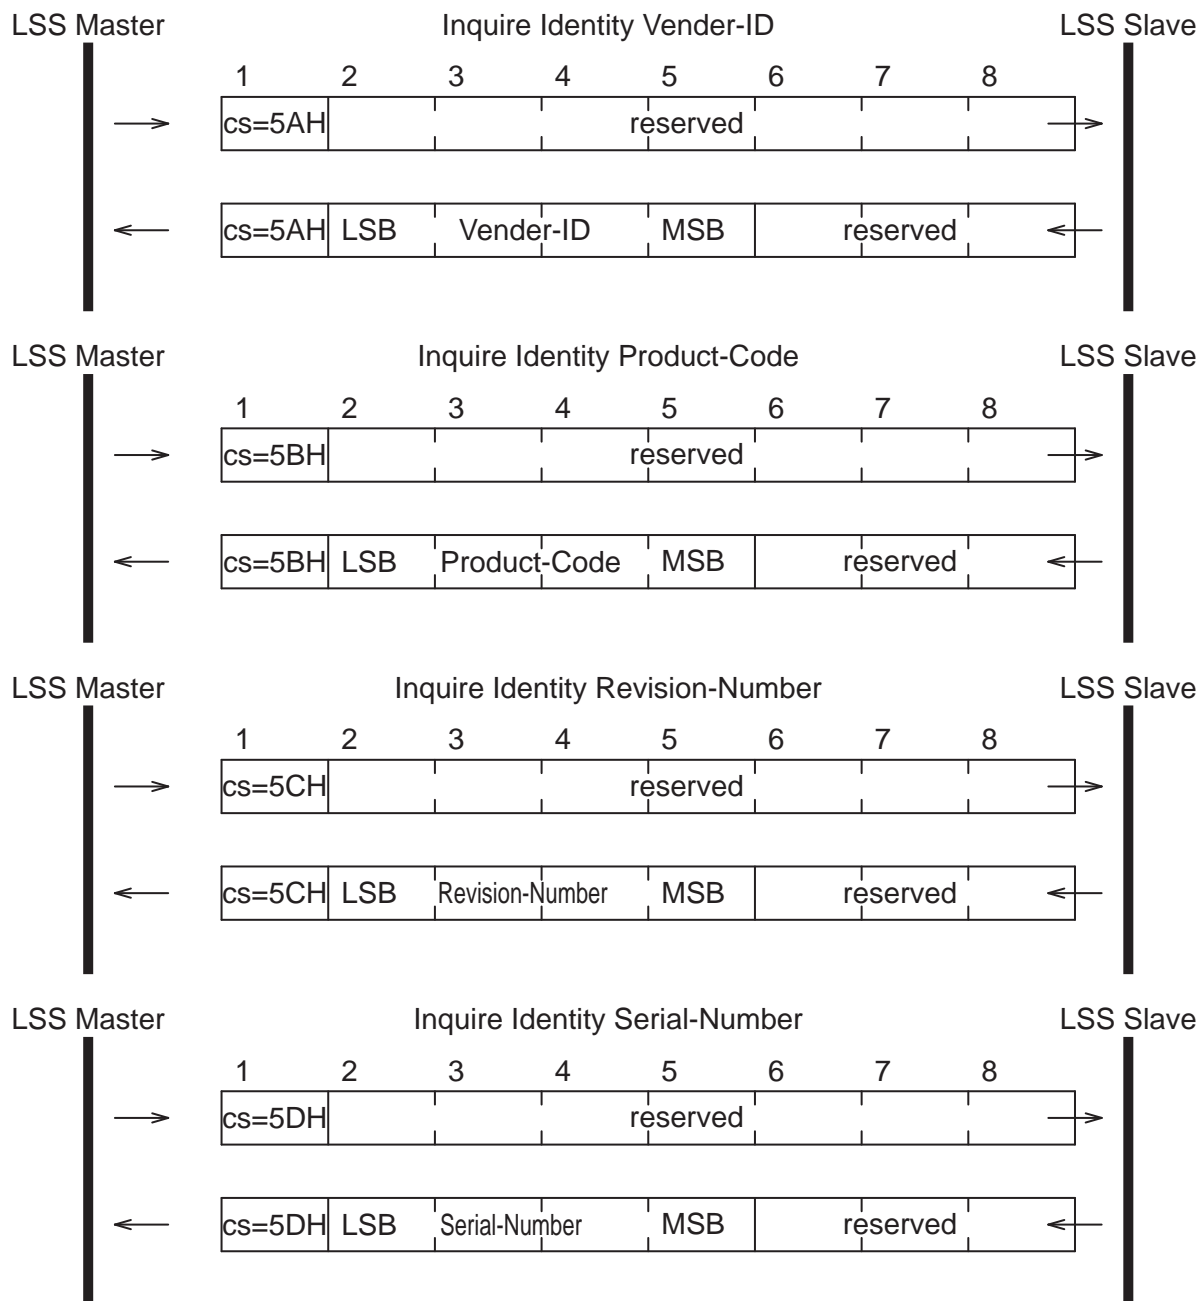 LSS Master Inquire Identity Vender-ID LSS Slave
1 2 3 4 5 6 7 8
cs=5AH reserved
cs=5AH LSB Vender-ID MSB reserved
LSS Master Inquire Identity Product-Code LSS Slave
1 2 3 4 5 6 7 8
cs=5BH reserved
cs=5BH LSB Product-Code MSB reserved
LSS Master Inquire Identity Revision-Number LSS Slave
1 2 3 4 5 6 7 8
cs=5CH reserved
cs=5CH LSB Revision-Number MSB reserved
LSS Master Inquire Identity Serial-Number LSS Slave
1 2 3 4 5 6 7 8
cs=5DH reserved
cs=5DH LSB Serial-Number MSB reserved